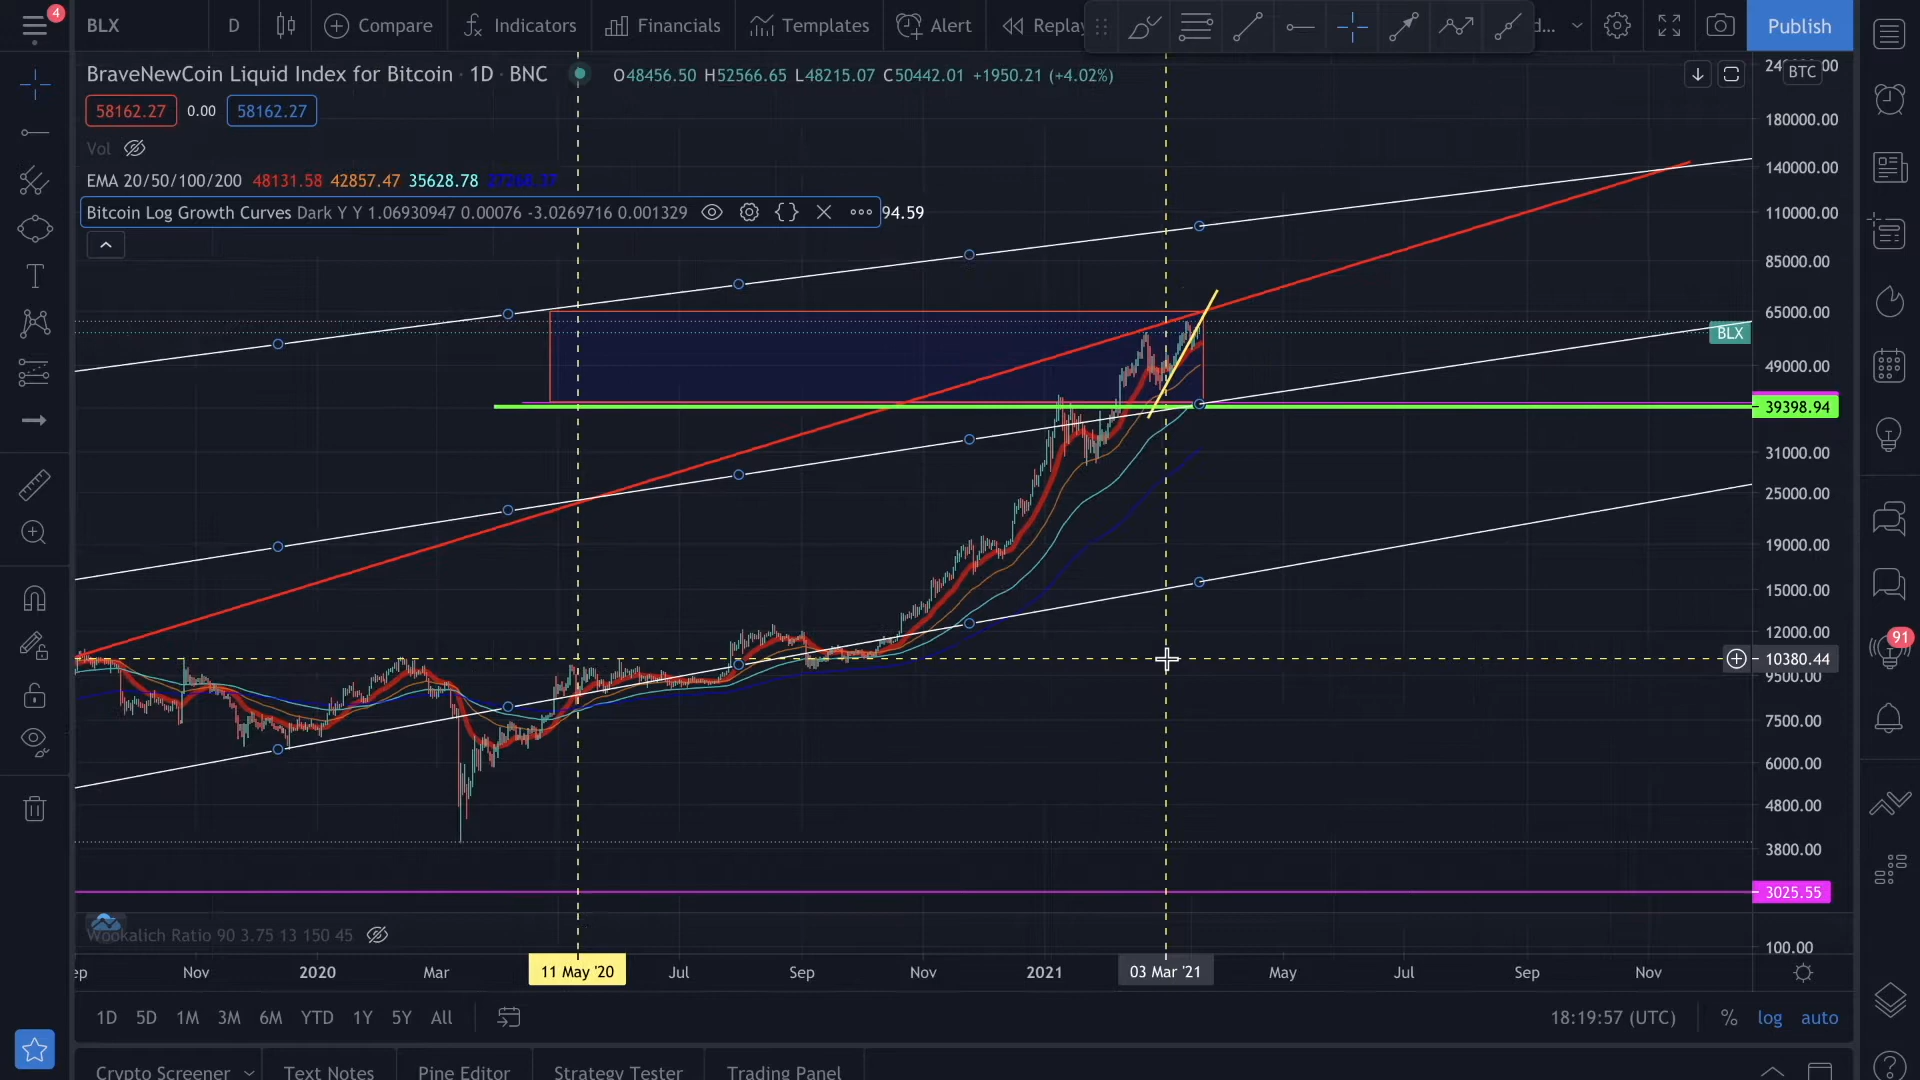 4
BLX
D
Compare
Indicators
Financials
Templates
Alert
Replay
d...
Publish
BraveNewCoin Liquid Index for Bitcoin · 1D · BNC
O48456.50 H52566.65 L48215.07 C50442.01 +1950.21 (+4.02%)
BTC
58162.27
0.00
58162.27
Vol
EMA 20/50/100/200 48131.58 42857.47 35628.78
Bitcoin Log Growth Curves Dark Y Y 1.06930947 0.00076 -3.0269716 0.001329
94.59
180000.00
140000.00
110000.00
85000.00
65000.00
BLX
49000.00
39398.94
31000.00
25000.00
19000.00
15000.00
12000.00
10380.44
9500.00
7500.00
6000.00
4800.00
3800.00
3025.55
100.00
91
Wookalich Ratio 90 3.75 13 150 45
Nov
2020
Mar
11 May '20
Jul
Sep
Nov
2021
03 Mar '21
May
Jul
Sep
Nov
1D 5D 1M 3M 6M YTD 1Y 5Y All
18:19:57 (UTC)
%
log
auto
Crypto Screener
Text Notes
Pine Editor
Strategy Tester
Trading Panel